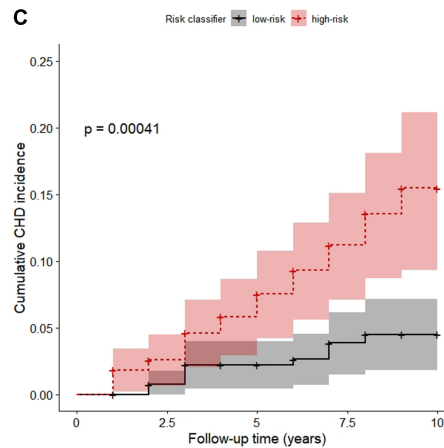 C
Risk classifier low-risk high-risk
0.25
0.20
0.15
0.10
0.05
0.00
p = 0.00041
Cumulative CHD incidence
0 2.5 5 7.5 10
Follow-up time (years)